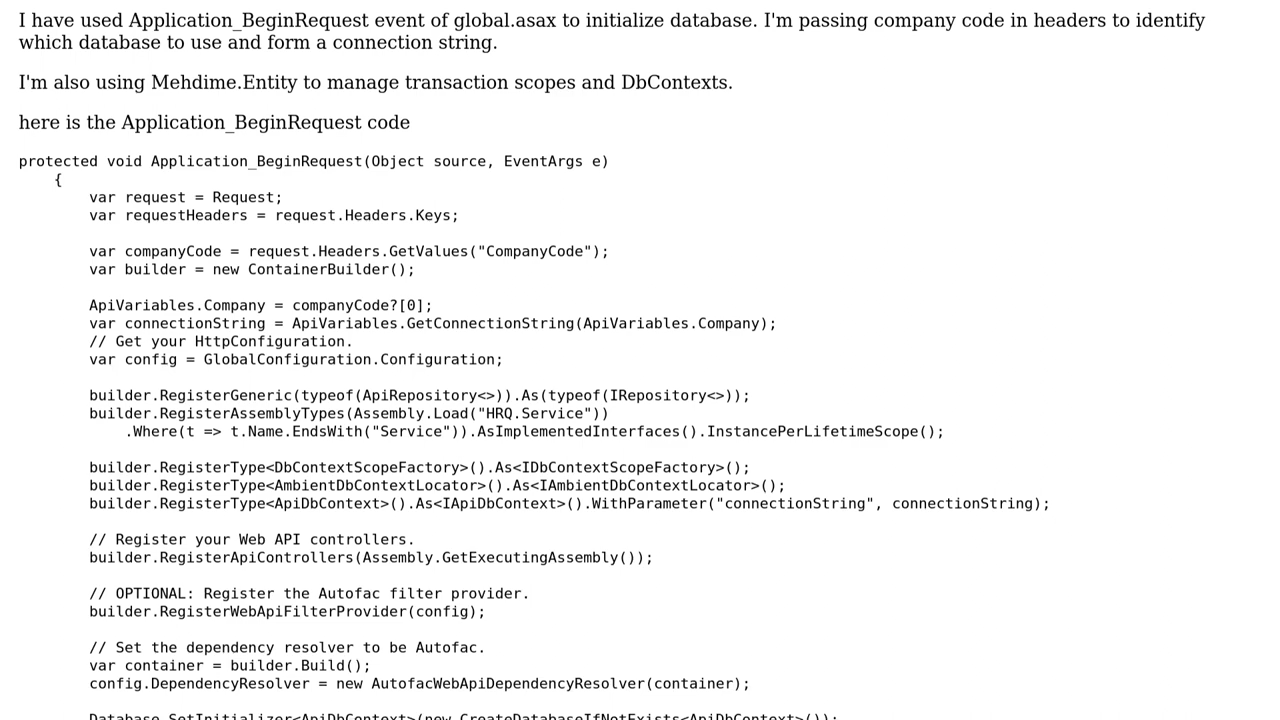 I have used Application_BeginRequest event of global.asax to initialize database. I'm passing company code in headers to identify
which database to use and form a connection string.
I'm also using Mehdime.Entity to manage transaction scopes and DbContexts.
here is the Application_BeginRequest code
protected void Application_BeginRequest(Object source, EventArgs e)
    {
        var request = Request;
        var requestHeaders = request.Headers.Keys;

        var companyCode = request.Headers.GetValues("CompanyCode");
        var builder = new ContainerBuilder();

        ApiVariables.Company = companyCode?[0];
        var connectionString = ApiVariables.GetConnectionString(ApiVariables.Company);
        // Get your HttpConfiguration.
        var config = GlobalConfiguration.Configuration;

        builder.RegisterGeneric(typeof(ApiRepository<>)).As(typeof(IRepository<>));
        builder.RegisterAssemblyTypes(Assembly.Load("HRQ.Service"))
            .Where(t => t.Name.EndsWith("Service")).AsImplementedInterfaces().InstancePerLifetimeScope();

        builder.RegisterType<DbContextScopeFactory>().As<IDbContextScopeFactory>();
        builder.RegisterType<AmbientDbContextLocator>().As<IAmbientDbContextLocator>();
        builder.RegisterType<ApiDbContext>().As<IApiDbContext>().WithParameter("connectionString", connectionString);

        // Register your Web API controllers.
        builder.RegisterApiControllers(Assembly.GetExecutingAssembly());

        // OPTIONAL: Register the Autofac filter provider.
        builder.RegisterWebApiFilterProvider(config);

        // Set the dependency resolver to be Autofac.
        var container = builder.Build();
        config.DependencyResolver = new AutofacWebApiDependencyResolver(container);

        Database.SetInitializer<ApiDbContext>(new CreateDatabaseIfNotExists<ApiDbContext>());